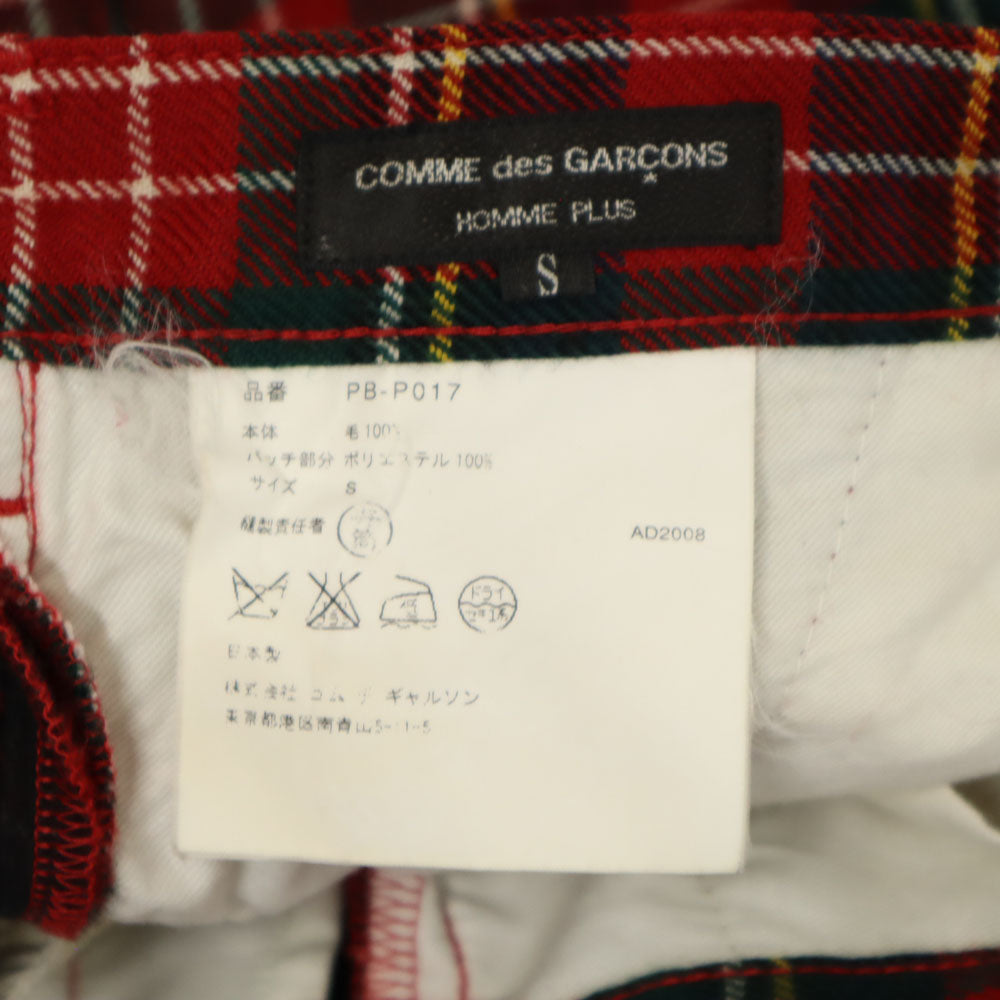 COMME des GARÇONS
HOMME PLUS
S
品番 PB-P017
本体 毛100%
パッチ部分 ポリエステル100%
サイズ S
縫製責任者
AD2008
ドライ
日本製
株式会社 コム デ ギャルソン
東京都港区南青山5-11-5